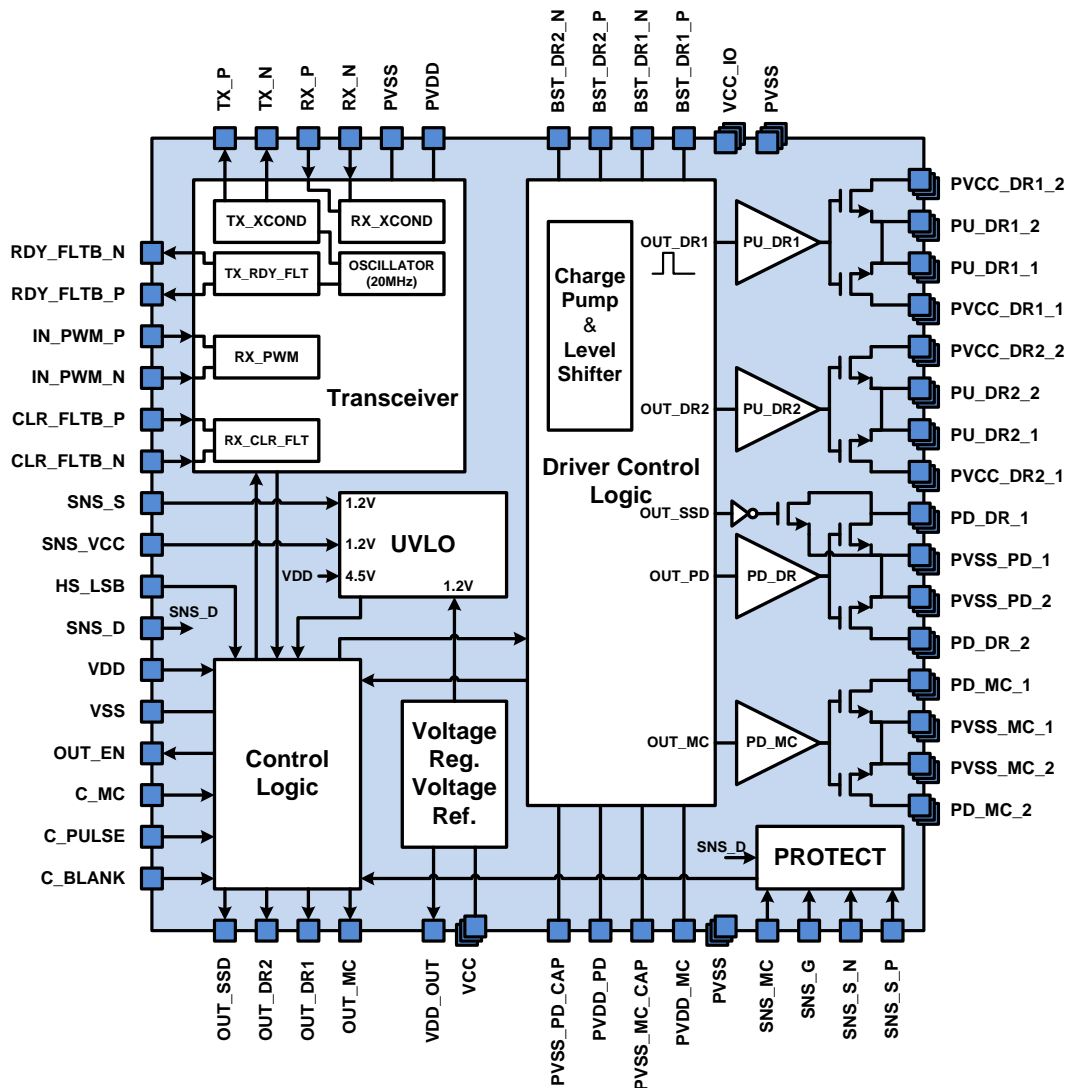 TX_P
TX_N
RX_P
RX_N
PVSS
PVDD
BST_DR2_N
BST_DR2_P
BST_DR1_N
BST_DR1_P
VCC_IO
PVSS
RDY_FLTB_N
RDY_FLTB_P
IN_PWM_P
IN_PWM_N
CLR_FLTB_P
CLR_FLTB_N
SNS_S
SNS_VCC
HS_LSB
SNS_D
VDD
VSS
OUT_EN
C_MC
C_PULSE
C_BLANK
TX_XCOND
RX_XCOND
TX_RDY_FLT
OSCILLATOR
(20MHz)
RX_PWM
Transceiver
RX_CLR_FLT
1.2V
1.2V
UVLO
VDD
4.5V
1.2V
SNS_D
Control
Logic
Voltage
Reg.
Voltage
Ref.
Charge
Pump
&
Level
Shifter
Driver Control
Logic
OUT_DR1
OUT_DR2
OUT_SSD
OUT_PD
OUT_MC
PU_DR1
PU_DR2
PD_DR
PD_MC
SNS_D
PROTECT
PVCC_DR1_2
PU_DR1_2
PU_DR1_1
PVCC_DR1_1
PVCC_DR2_2
PU_DR2_2
PU_DR2_1
PVCC_DR2_1
PD_DR_1
PVSS_PD_1
PVSS_PD_2
PD_DR_2
PD_MC_1
PVSS_MC_1
PVSS_MC_2
PD_MC_2
OUT_SSD
OUT_DR2
OUT_DR1
OUT_MC
VDD_OUT
VCC
PVSS_PD_CAP
PVDD_PD
PVSS_MC_CAP
PVDD_MC
PVSS
SNS_MC
SNS_G
SNS_S_N
SNS_S_P